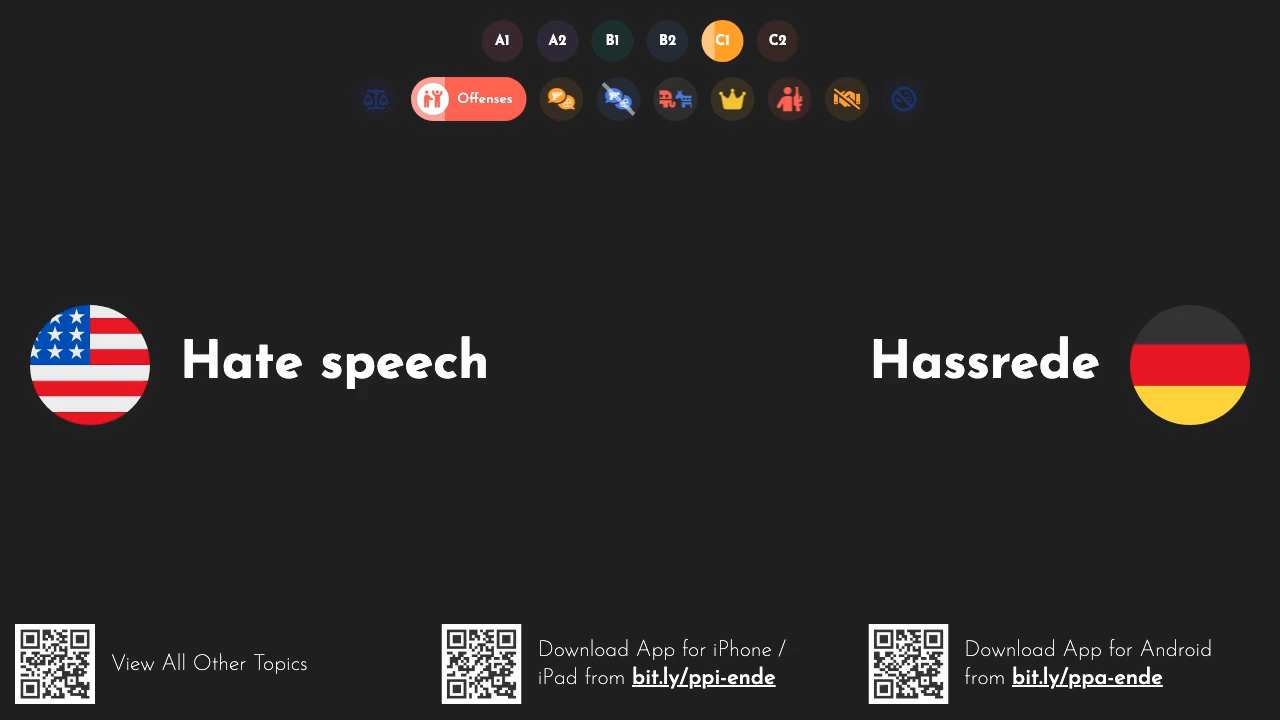 A1 A2 B1 B2 C1 C2
Offenses
Hate speech
Hassrede
View All Other Topics
Download App for iPhone /
iPad from bit.ly/ppi-ende
Download App for Android
from bit.ly/ppa-ende